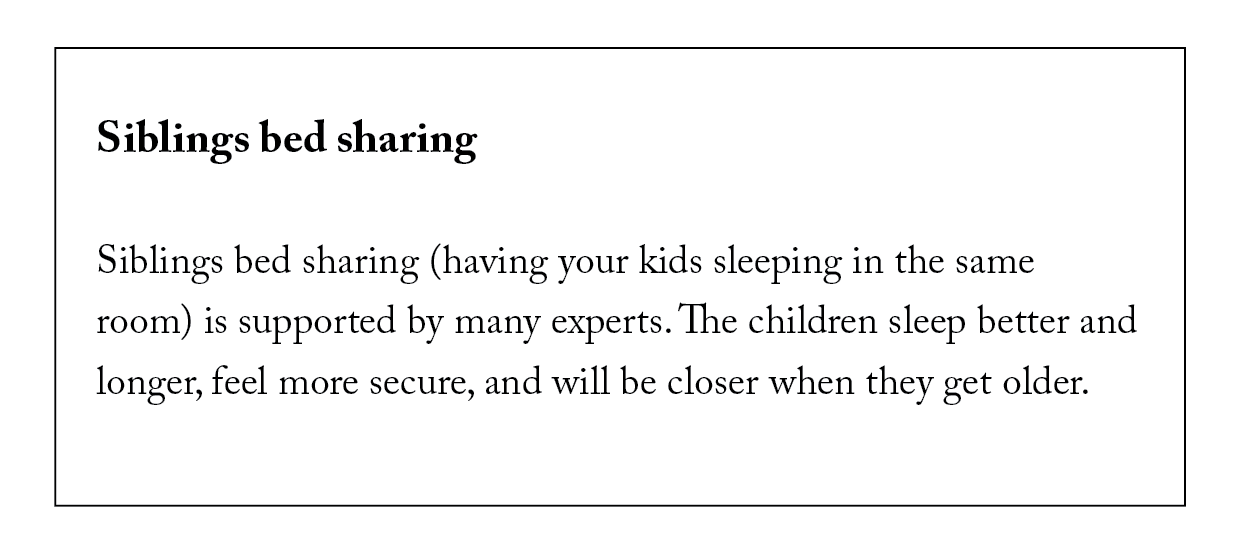 Siblings bed sharing
Siblings bed sharing (having your kids sleeping in the same
room) is supported by many experts. The children sleep better and
longer, feel more secure, and will be closer when they get older.